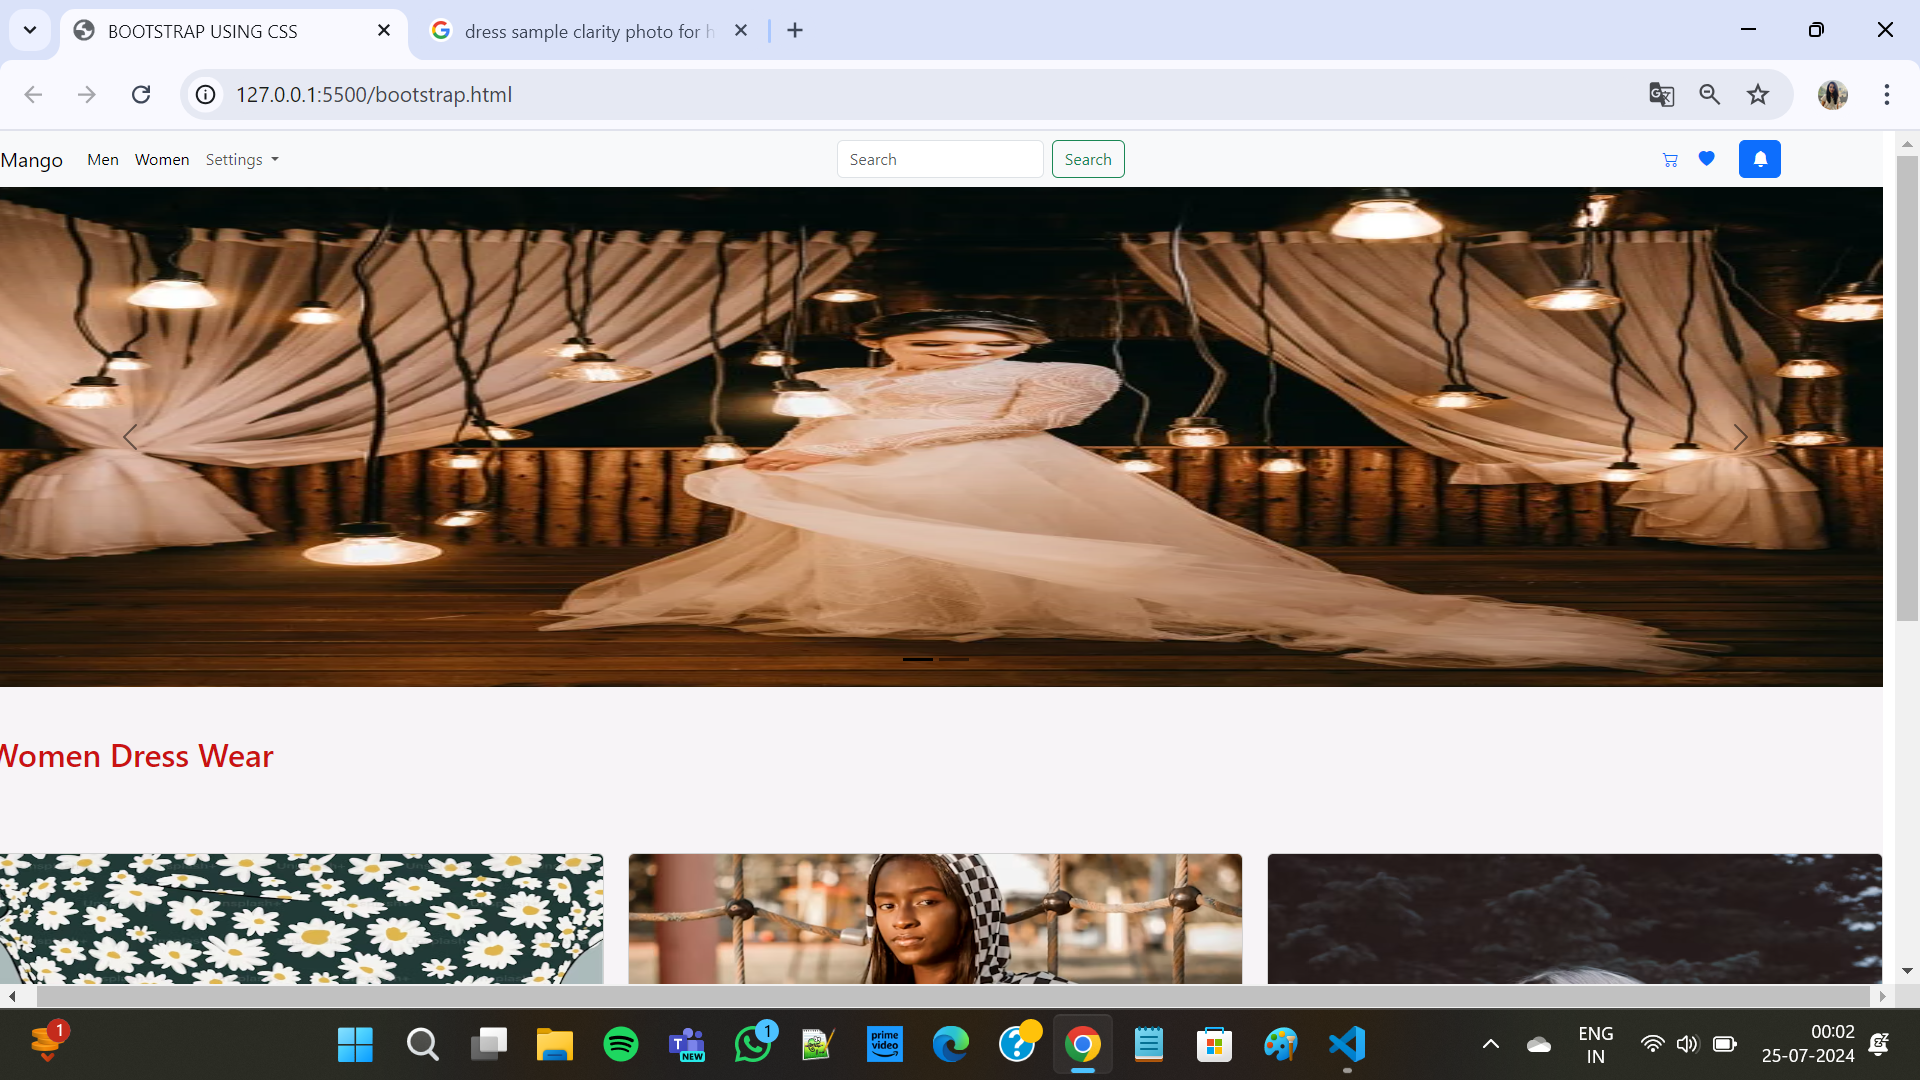 BOOTSTRAP USING CSS
dress sample clarity photo for h
127.0.0.1:5500/bootstrap.html
Mango Men Women Settings
Search Search
Women Dress Wear
1
NEW
1
prime
video
ENG
IN
00:02
25-07-2024